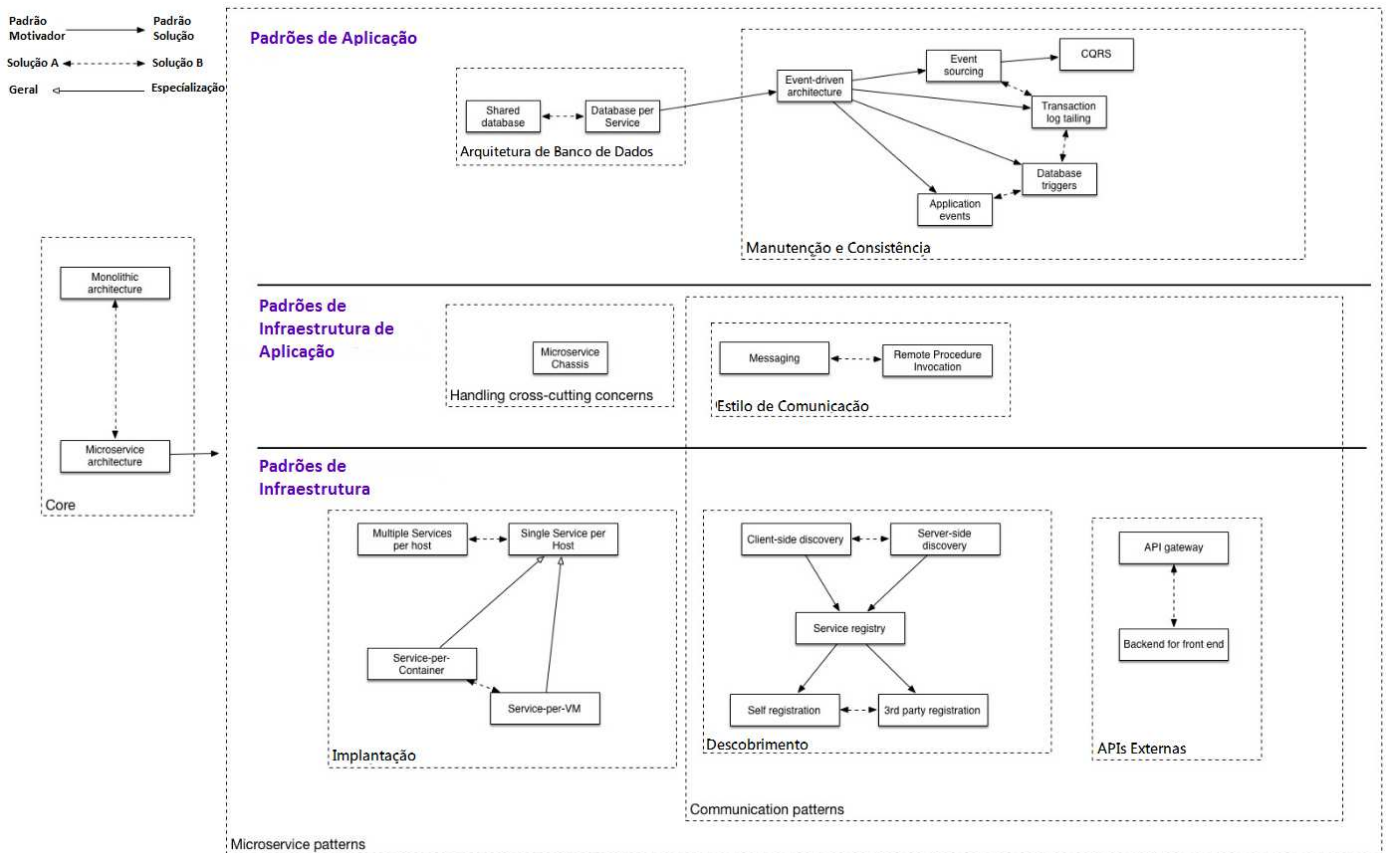 Padrão
Motivador
Padrão
Solução
Solução A
Solução B
Geral
Especíalização
Padrões de Aplicação
Shared
database
Database per
Service
Arquitetura de Banco de Dados
Event-driven
architecture
Event
sourcing
CQRS
Transaction
log tailing
Database
triggers
Application
events
Manutenção e Consistência
Monolithic
architecture
Microservice
architecture
Core
Padrões de
Infraestrutura de
Aplicação
Microservice
Chassis
Handling cross-cutting concerns
Messaging
Remote Procedure
Invocation
Estilo de Comunicacão
Padrões de
Infraestrutura
Multiple Services
per host
Single Service per
Host
Service-per-
Container
Service-per-VM
Implantação
Client-side discovery
Server-side
discovery
Service registry
Self registration
3rd party registration
Descobrimento
API gateway
Backend for front end
APIs Externas
Communication patterns
Microservice patterns